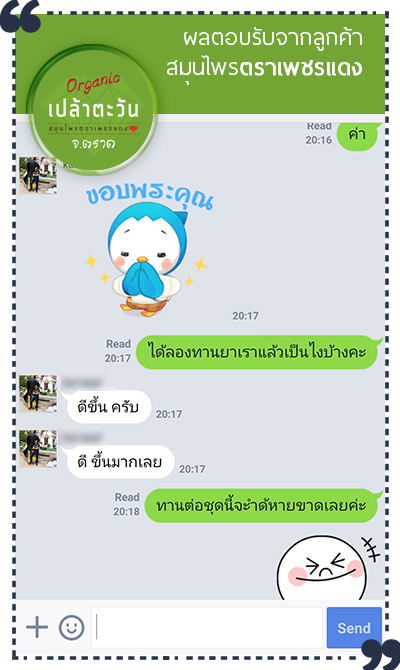 ผลตอบรับจากลูกค้า
สมุนไพรตราเพชรแดง
Organic
เปล้าตะวัน
สมุนไพรตราเพชรแดง
จ.ตราด
Read
20:16
ค่า
ขอบพระคุณ
20:17
Read
20:17
ได้ลองทานยาเราแล้วเป็นไงบ้างคะ
ดีขึ้น ครับ
20:17
ดี ขึ้นมากเลย
20:17
Read
20:18
ทานต่อชุดนี้จะำด้หายขาดเลยค่ะ
Send